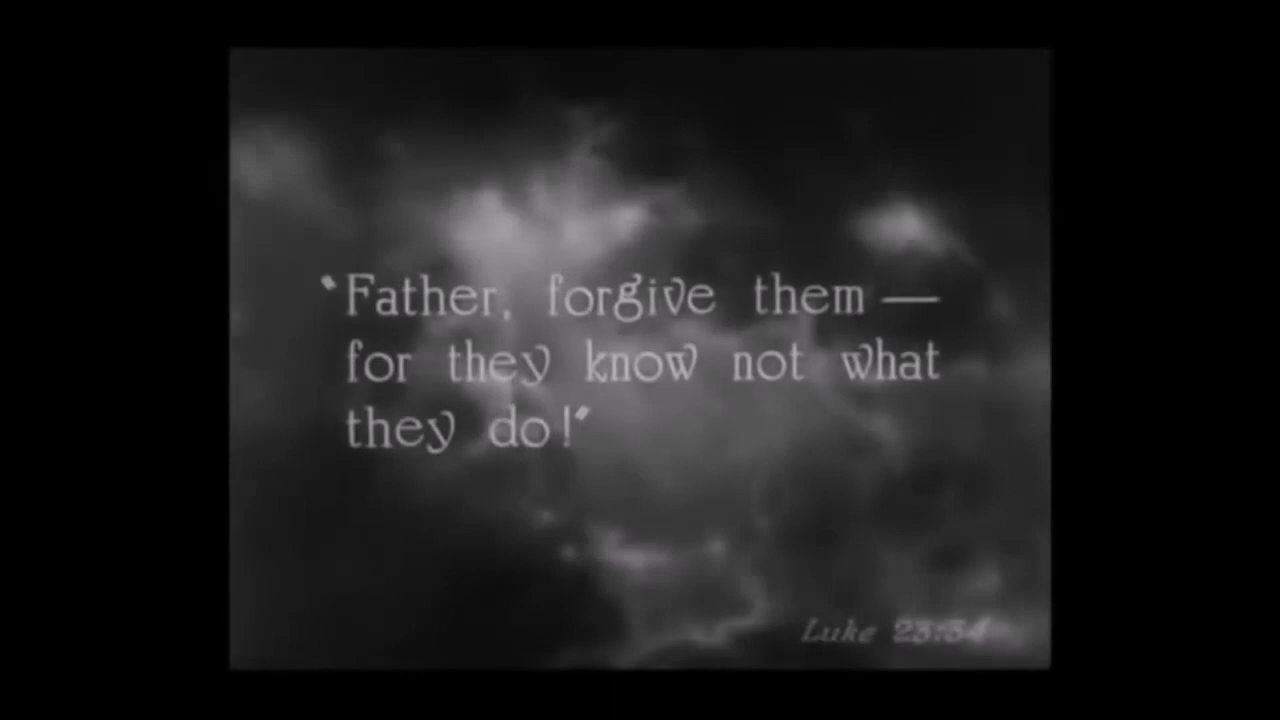 "Father, forgive them —
for they know not what
they do!"
Luke 23:34